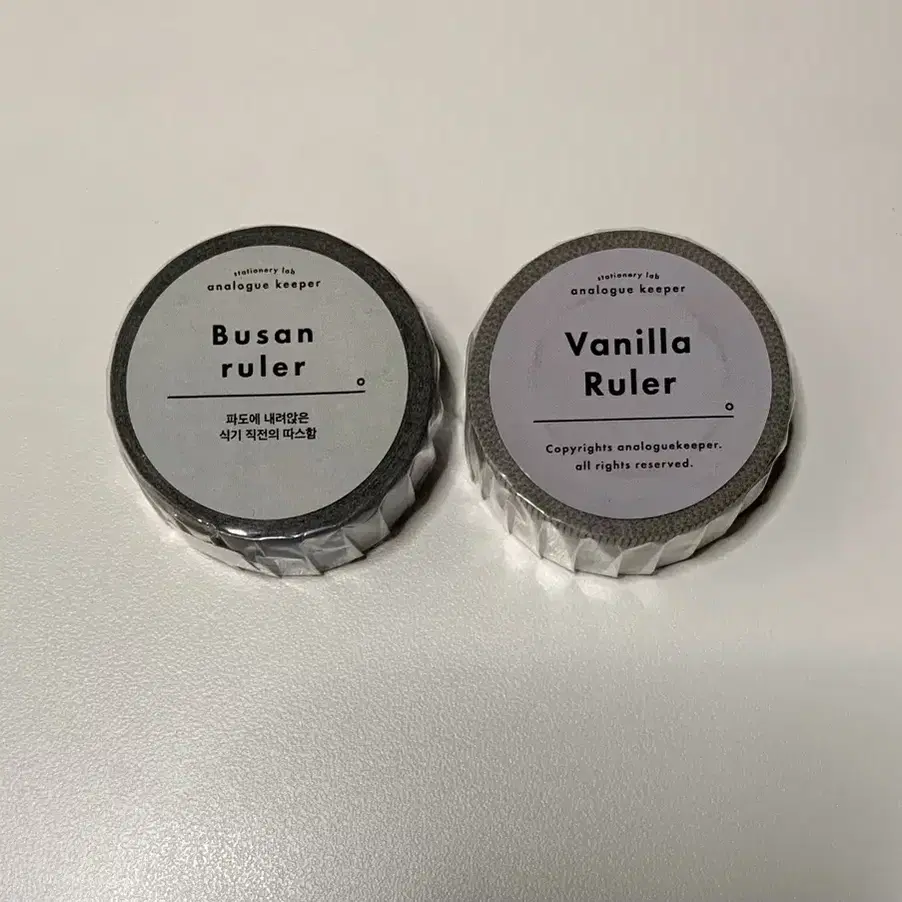 stationery lab
analogue keeper
Busan
ruler
파도에 내려앉은
식기 직전의 따스함
stationery lab
analogue keeper
Vanilla
Ruler
Copyrights analoguekeeper.
all rights reserved.